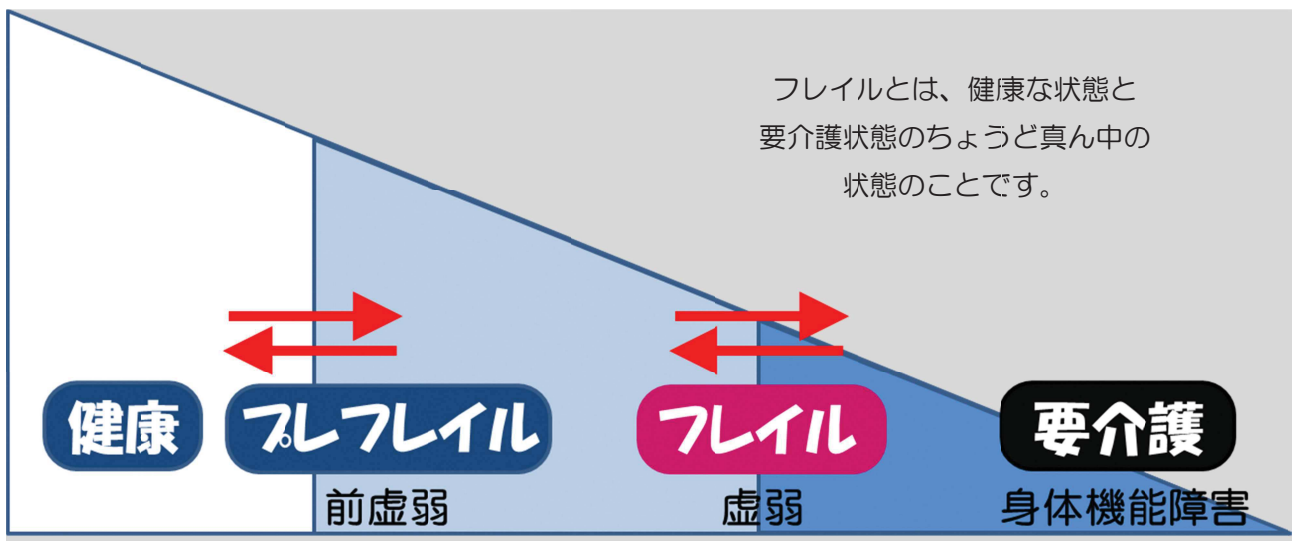 フレイルとは、健康な状態と
要介護状態のちょうど真ん中の
状態のことです。
健康
プレフレイル
フレイル
要介護
前虚弱
虚弱
身体機能障害